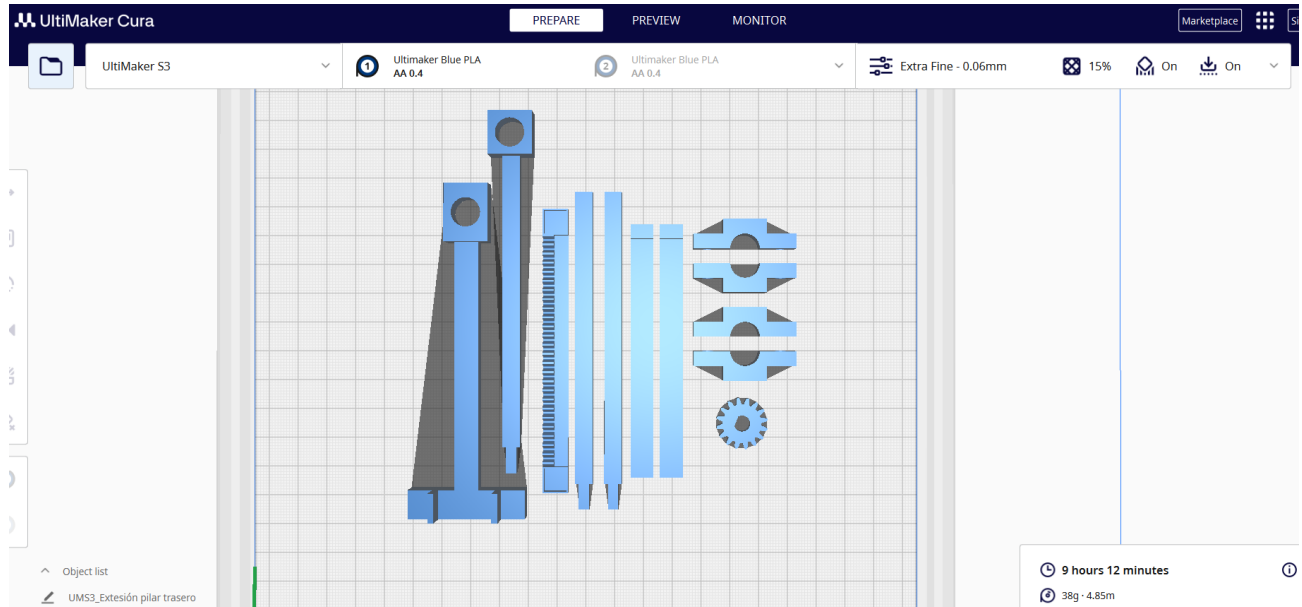 UltiMaker Cura
PREPARE
PREVIEW
MONITOR
Marketplace
UltiMaker S3
1
Ultimaker Blue PLA
AA 0.4
2
Ultimaker Blue PLA
AA 0.4
Extra Fine - 0.06mm
15%
On
On
Object list
UMS3_Extesión pilar trasero
9 hours 12 minutes
38g · 4.85m